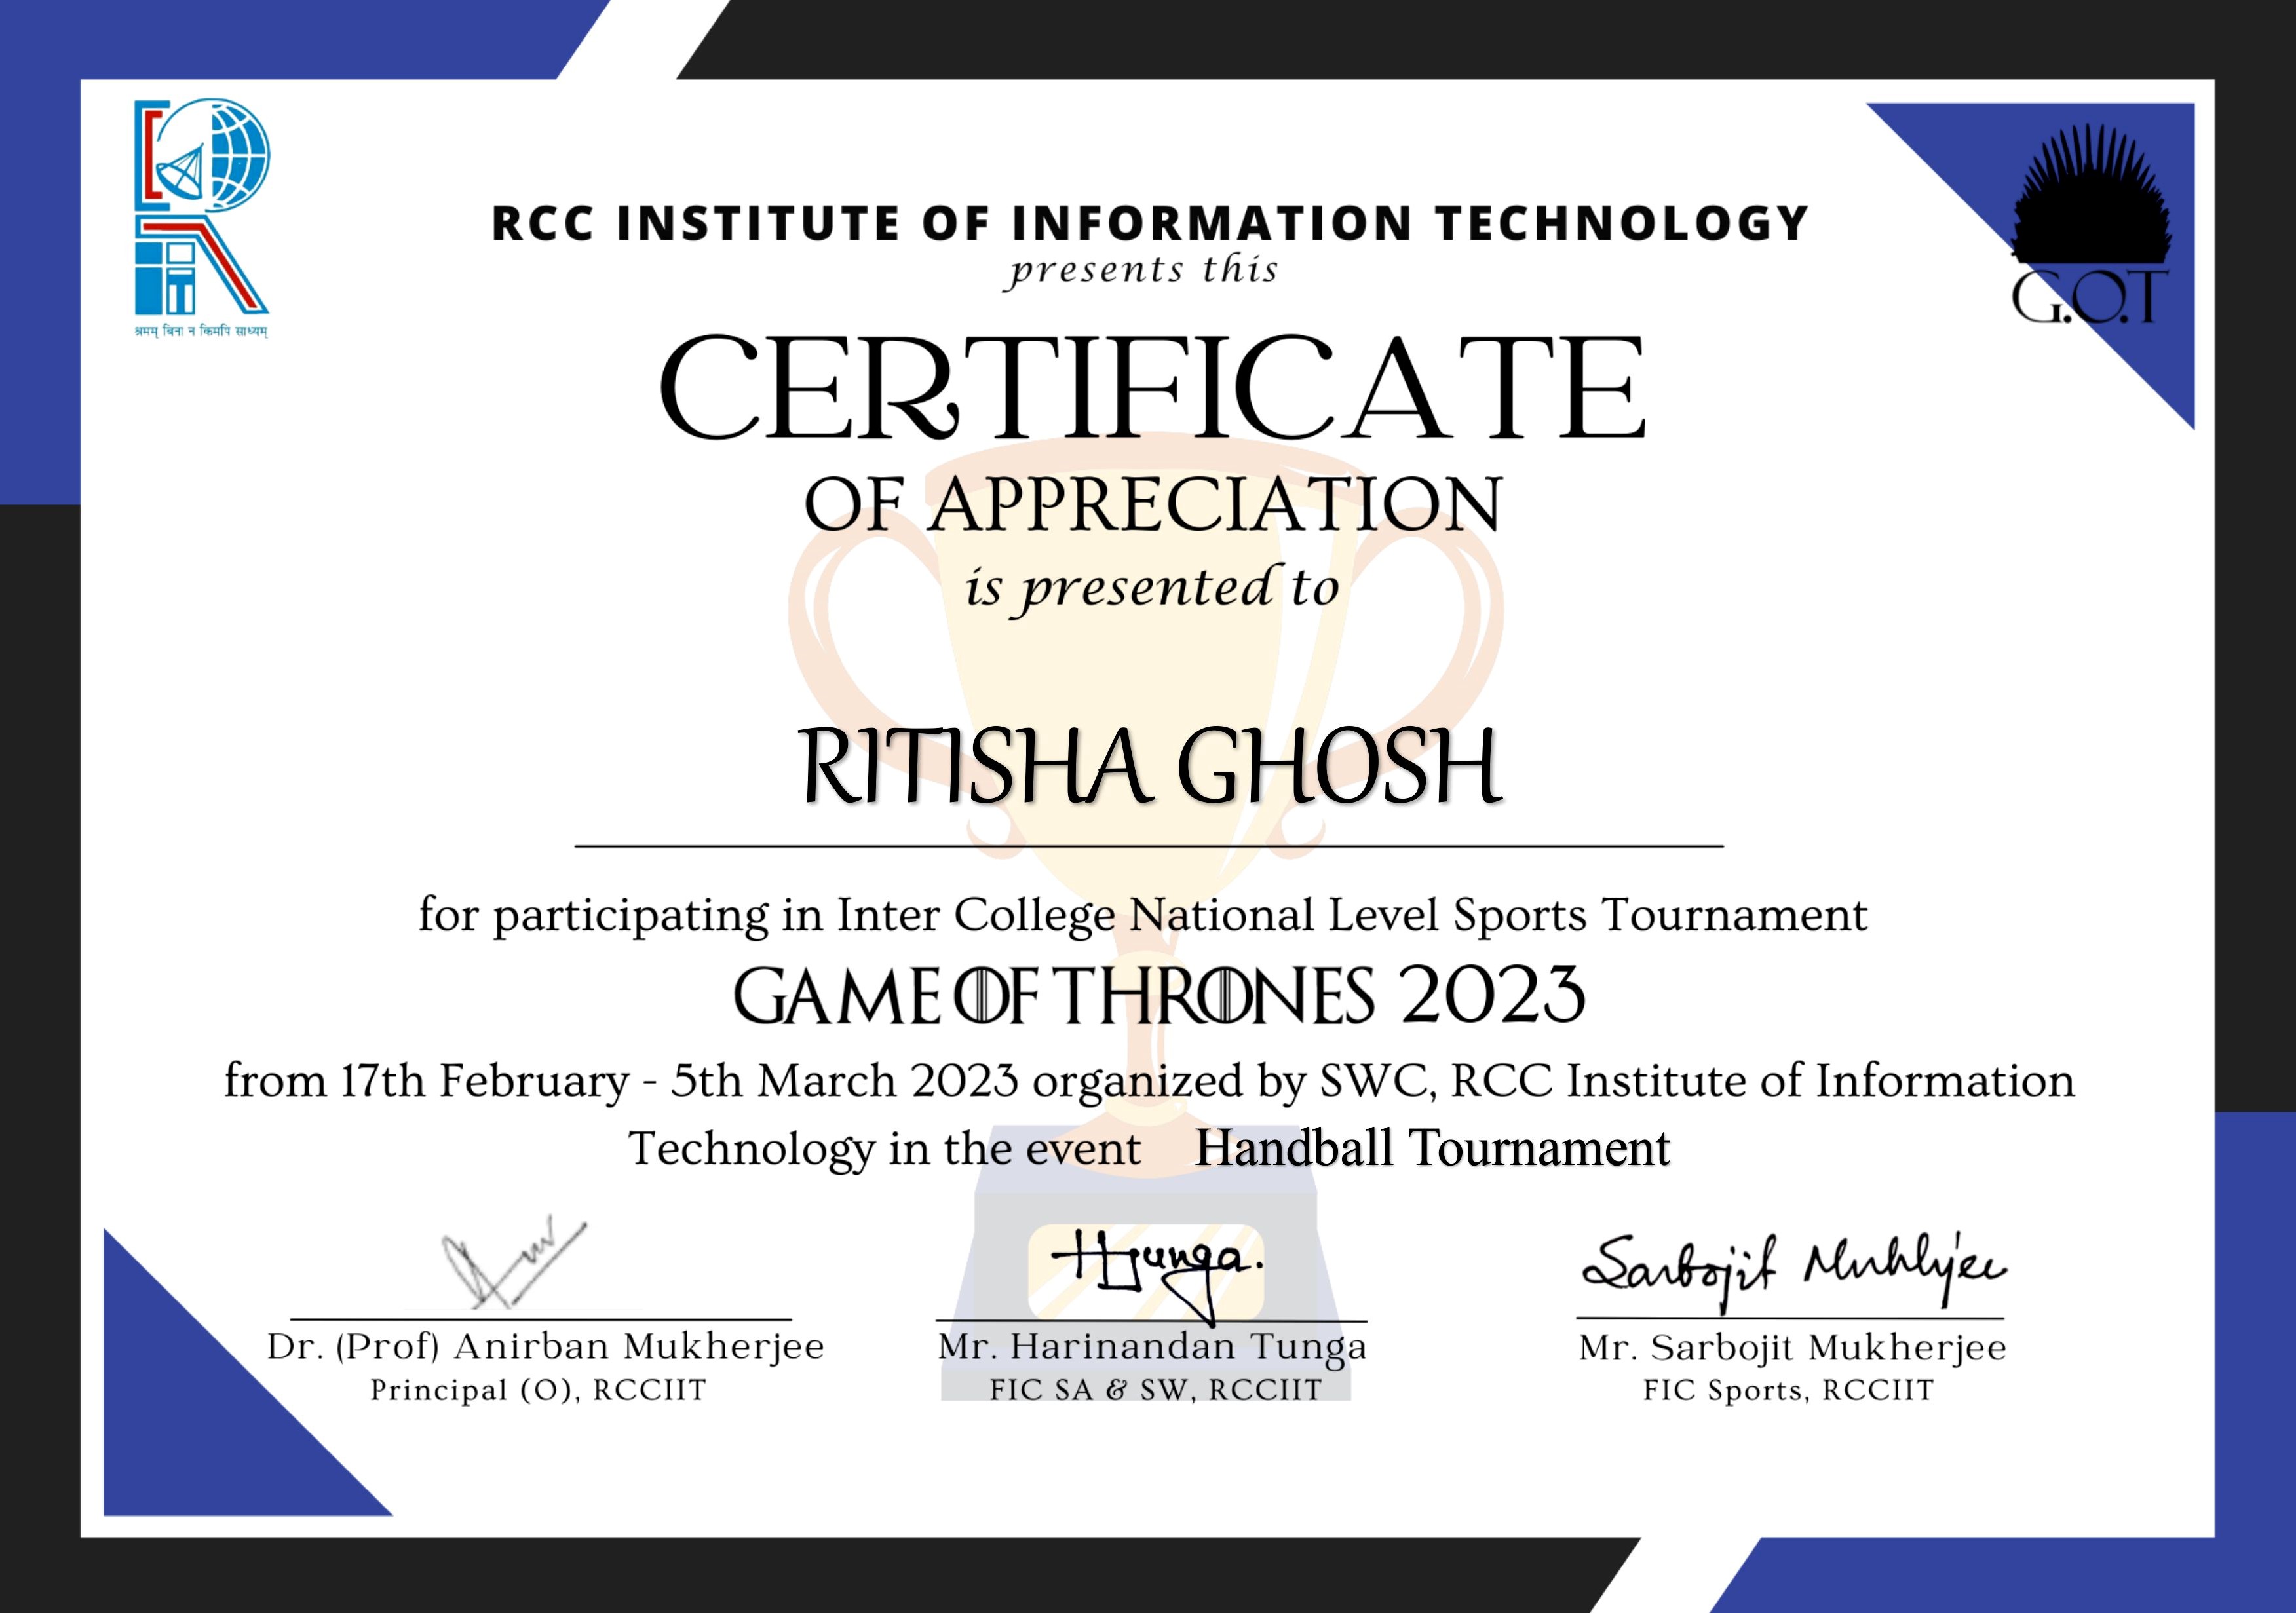 श्रमम् बिना न किमपि साध्यम्
G.O.T
RCC INSTITUTE OF INFORMATION TECHNOLOGY
presents this
CERTIFICATE
OF APPRECIATION
is presented to
RITISHA GHOSH
for participating in Inter College National Level Sports Tournament
GAME OF THRONES 2023
from 17th February - 5th March 2023 organized by SWC, RCC Institute of Information
Technology in the event Handball Tournament
HTunga.
Sarbojit Mukherjee
Dr. (Prof) Anirban Mukherjee
Mr. Harinandan Tunga
Mr. Sarbojit Mukherjee
Principal (O), RCCIIT
FIC SA & SW, RCCIIT
FIC Sports, RCCIIT